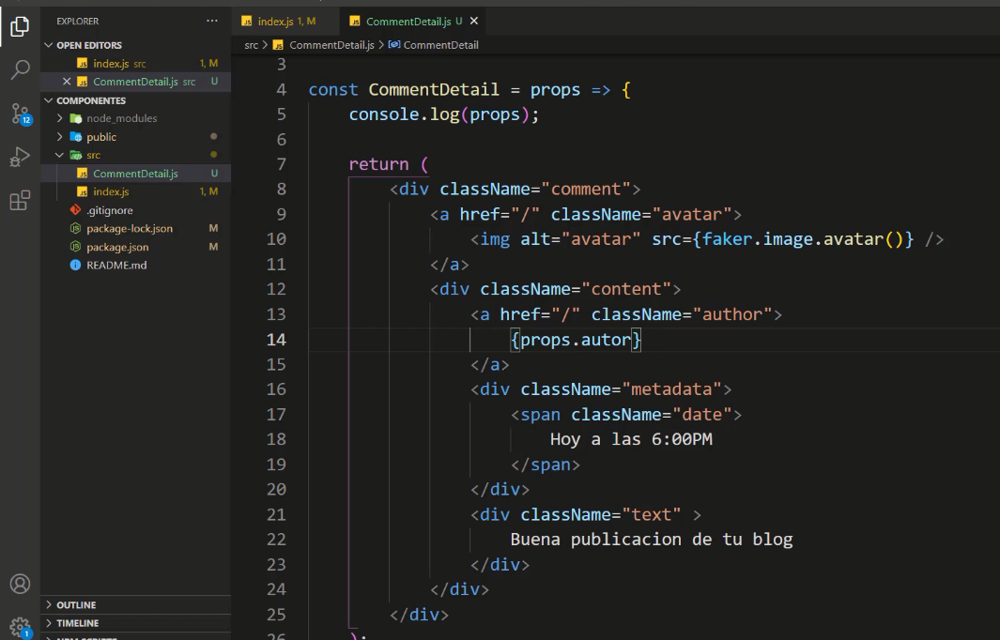 EXPLORER
OPEN EDITORS
index.js src 1, M
CommentDetail.js src U
COMPONENTES
node_modules
public
src
CommentDetail.js U
index.js 1, M
.gitignore
package-lock.json M
package.json M
README.md
OUTLINE
TIMELINE
NPM SCRIPTS
12
1
index.js 1, M
CommentDetail.js U
src > CommentDetail.js > CommentDetail
3
4 const CommentDetail = props => {
5 console.log(props);
6
7 return (
8 <div className="comment">
9 <a href="/" className="avatar">
10 <img alt="avatar" src={faker.image.avatar()} />
11 </a>
12 <div className="content">
13 <a href="/" className="author">
14 {props.autor}
15 </a>
16 <div className="metadata">
17 <span className="date">
18 Hoy a las 6:00PM
19 </span>
20 </div>
21 <div className="text" >
22 Buena publicacion de tu blog
23 </div>
24 </div>
25 </div>
26 );